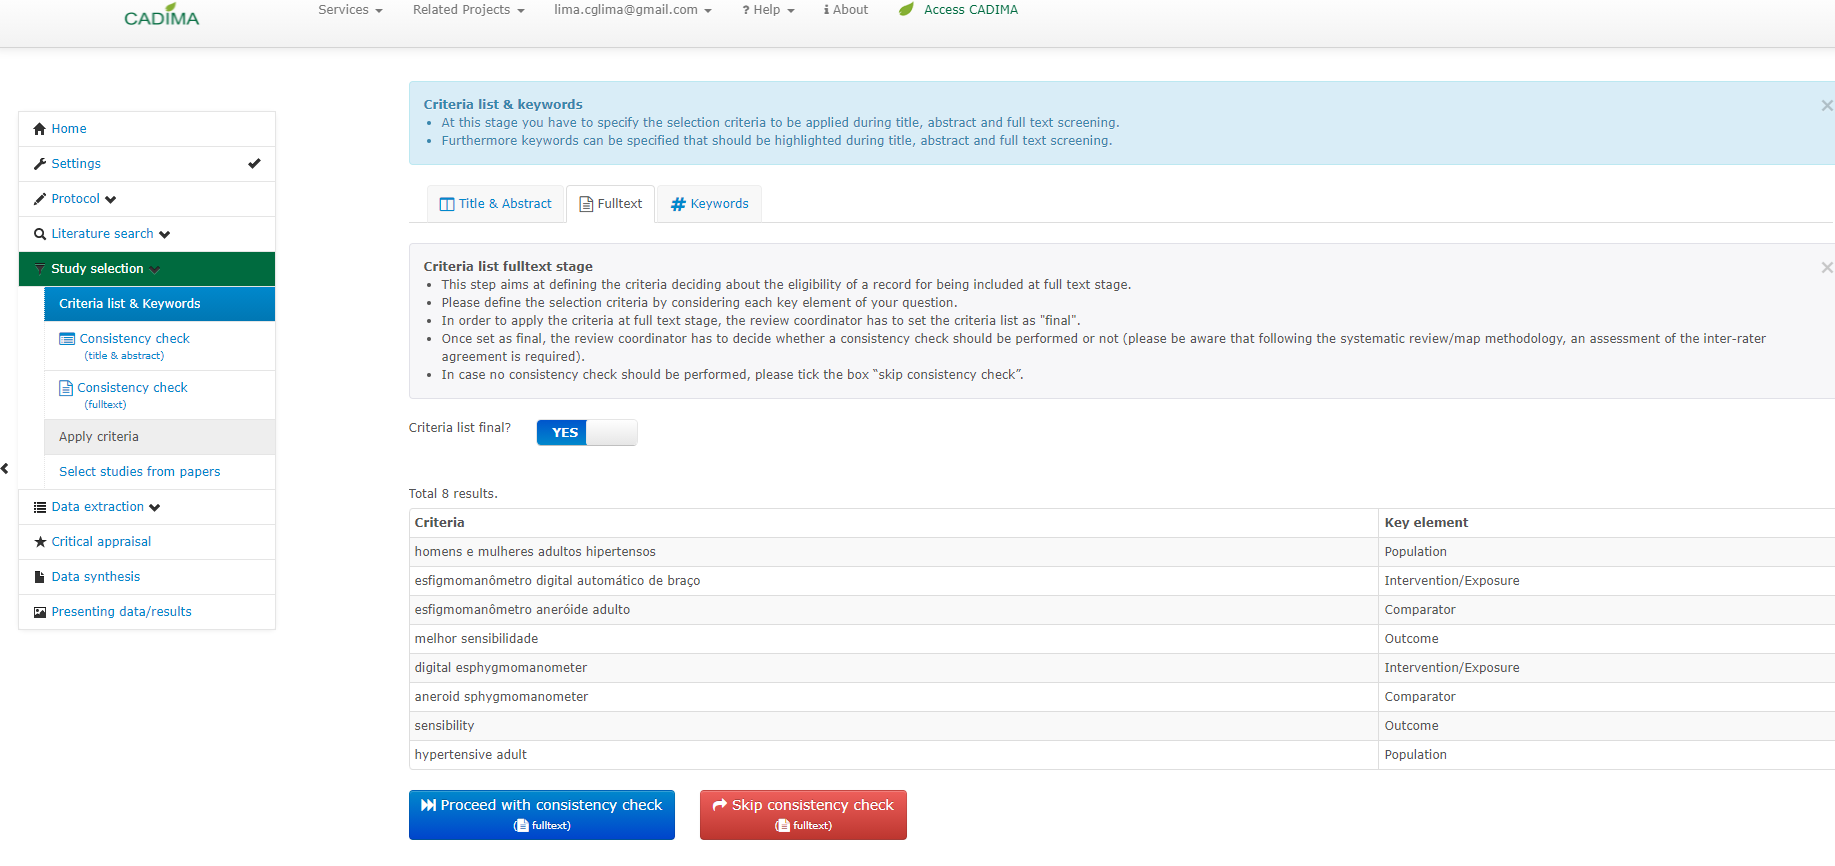 CADIMA
Services
Related Projects
lima.cglima@gmail.com
? Help
i About
Access CADIMA
Home
Settings
Protocol
Literature search
Study selection
Criteria list & Keywords
Consistency check
(title & abstract)
Consistency check
(fulltext)
Apply criteria
Select studies from papers
Data extraction
Critical appraisal
Data synthesis
Presenting data/results
Criteria list & keywords
• At this stage you have to specify the selection criteria to be applied during title, abstract and full text screening.
• Furthermore keywords can be specified that should be highlighted during title, abstract and full text screening.
Title & Abstract
Fulltext
# Keywords
Criteria list fulltext stage
• This step aims at defining the criteria deciding about the eligibility of a record for being included at full text stage.
• Please define the selection criteria by considering each key element of your question.
• In order to apply the criteria at full text stage, the review coordinator has to set the criteria list as "final".
• Once set as final, the review coordinator has to decide whether a consistency check should be performed or not (please be aware that following the systematic review/map methodology, an assessment of the inter-rater
agreement is required).
• In case no consistency check should be performed, please tick the box “skip consistency check”.
Criteria list final?
YES
Total 8 results.
Criteria Key element
homens e mulheres adultos hipertensos Population
esfigmomanômetro digital automático de braço Intervention/Exposure
esfigmomanômetro aneróide adulto Comparator
melhor sensibilidade Outcome
digital esphygmomanometer Intervention/Exposure
aneroid sphygmomanometer Comparator
sensibility Outcome
hypertensive adult Population
Proceed with consistency check
( fulltext)
Skip consistency check
( fulltext)